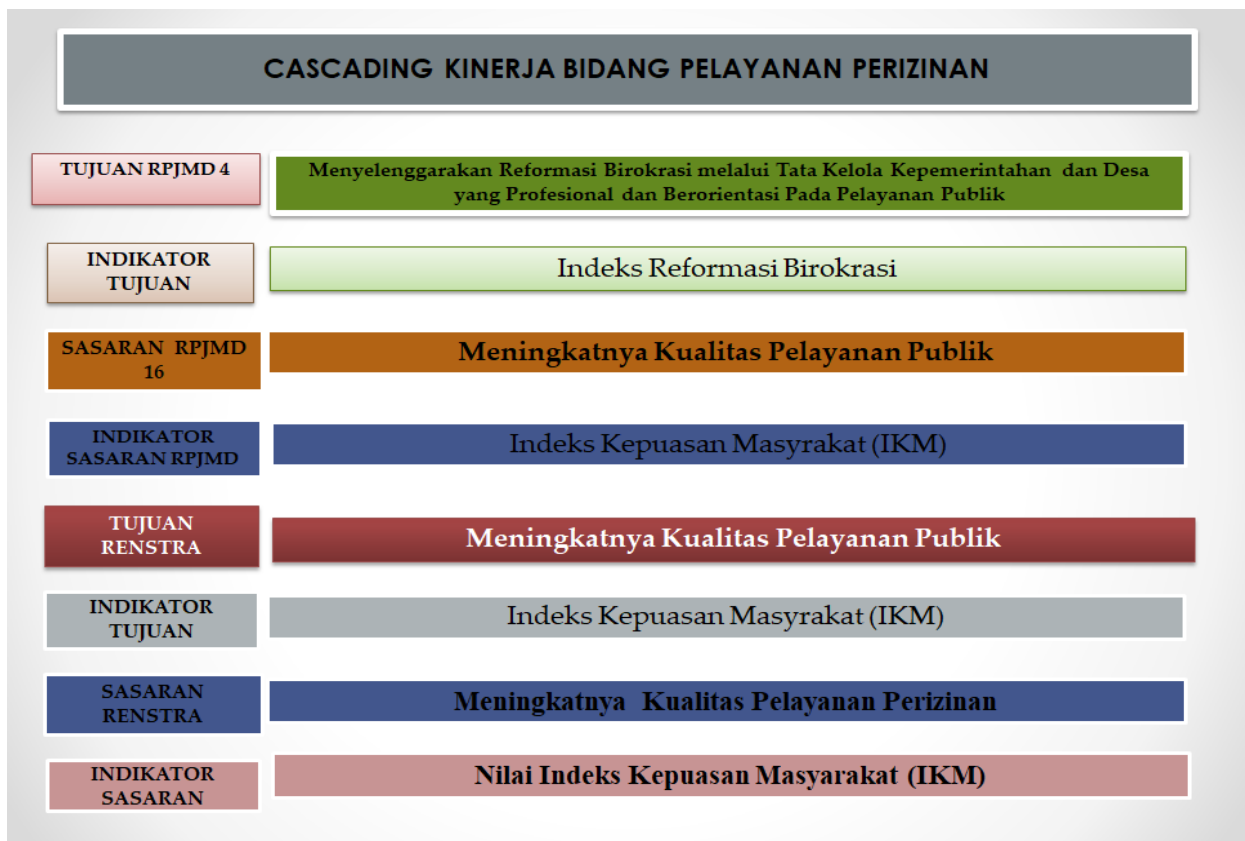 CASCADING KINERJA BIDANG PELAYANAN PERIZINAN
TUJUAN RPJMD 4
Menyelenggarakan Reformasi Birokrasi melalui Tata Kelola Kepemerintahan dan Desa
yang Profesional dan Berorientasi Pada Pelayanan Publik
INDIKATOR
TUJUAN
Indeks Reformasi Birokrasi
SASARAN RPJMD
16
Meningkatnya Kualitas Pelayanan Publik
INDIKATOR
SASARAN RPJMD
Indeks Kepuasan Masyrakat (IKM)
TUJUAN
RENSTRA
Meningkatnya Kualitas Pelayanan Publik
INDIKATOR
TUJUAN
Indeks Kepuasan Masyrakat (IKM)
SASARAN
RENSTRA
Meningkatnya Kualitas Pelayanan Perizinan
INDIKATOR
SASARAN
Nilai Indeks Kepuasan Masyarakat (IKM)